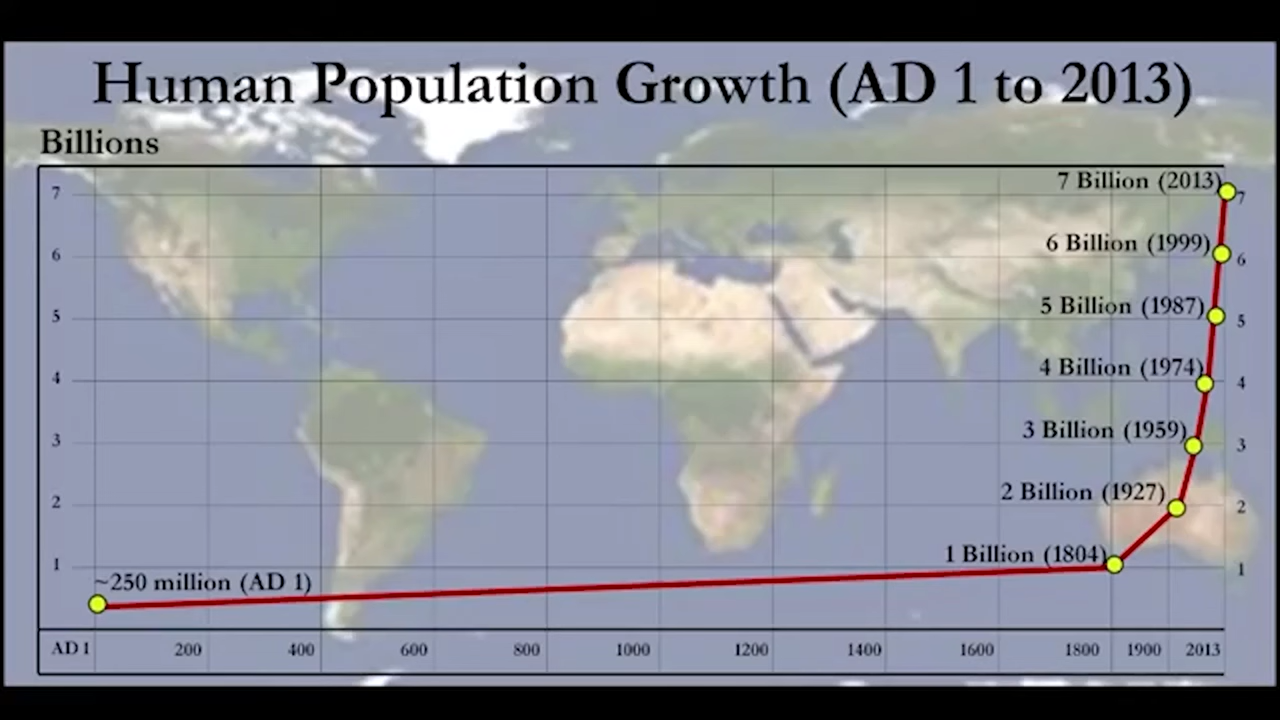 Human Population Growth (AD 1 to 2013)
Billions
7 Billion (2013)
7
7
6 Billion (1999)
6
6
5 Billion (1987)
5
5
4 Billion (1974)
4
4
3 Billion (1959)
3
3
2 Billion (1927)
2
2
1 Billion (1804)
1
1
~250 million (AD 1)
AD 1 200 400 600 800 1000 1200 1400 1600 1800 1900 2013